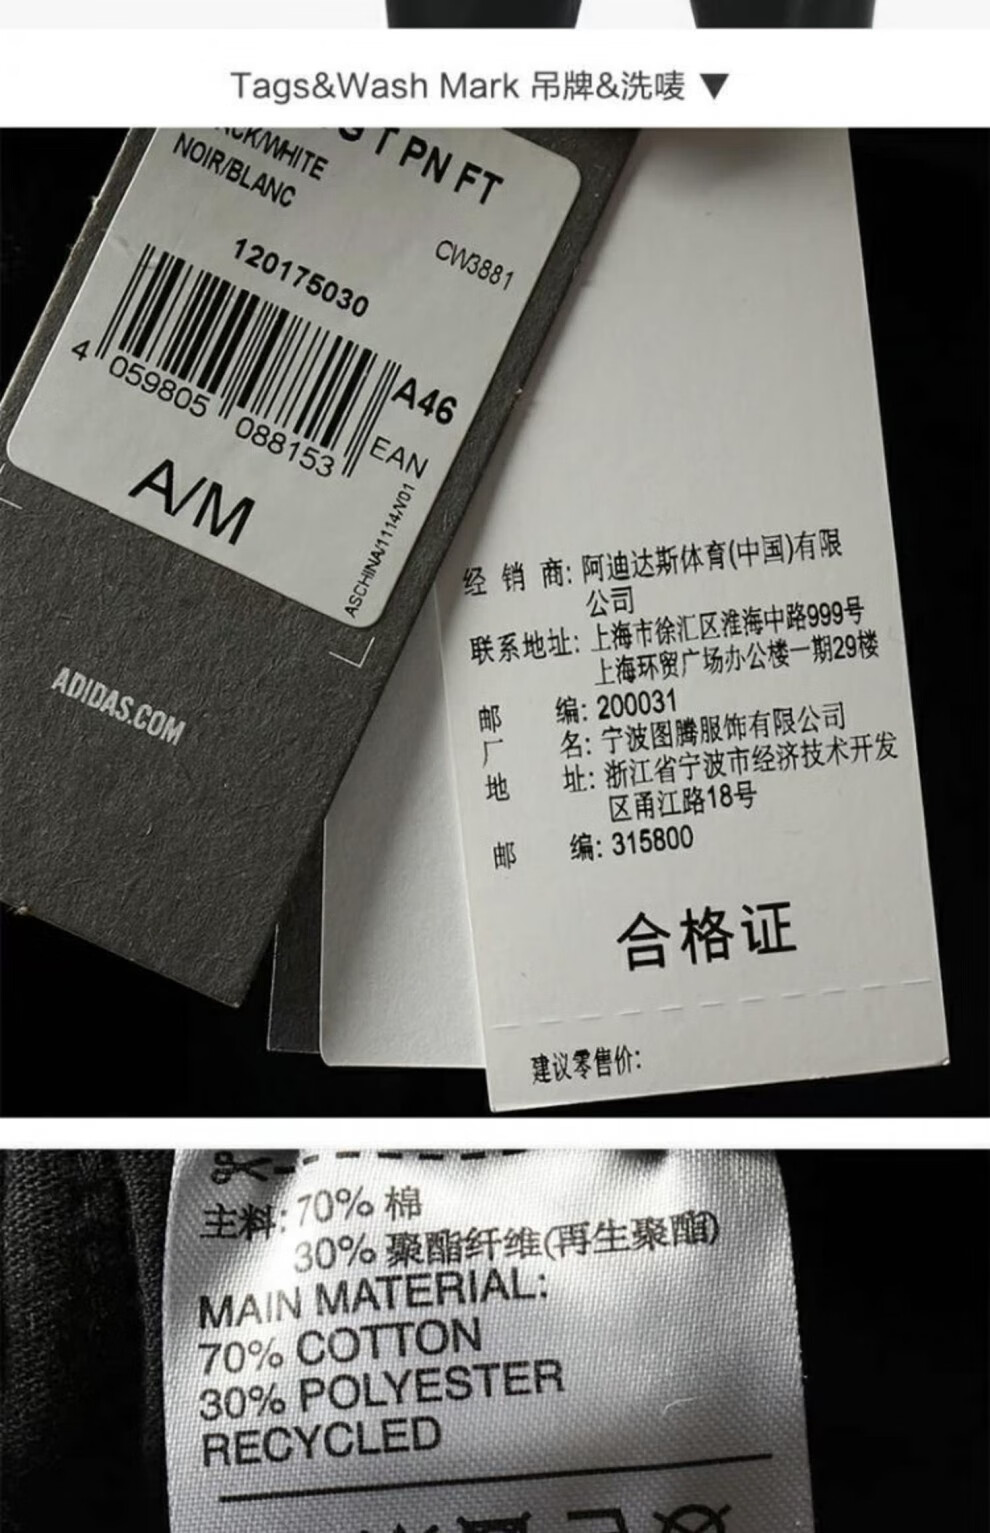 Tags&Wash Mark 吊牌&洗唛 ▼
T PN FT
NOIR/BLANC
CW3881
120175030
4 059805 088153
A46
EAN
A/M
ASCHINA/1114/V01
ADIDAS.COM
经 销 商: 阿迪达斯体育(中国)有限
公司
联系地址: 上海市徐汇区淮海中路999号
上海环贸广场办公楼一期29楼
邮 编: 200031
厂 名: 宁波图腾服饰有限公司
地 址: 浙江省宁波市经济技术开发
区甬江路18号
邮 编: 315800
合格证
建议零售价:
主料: 70% 棉
30% 聚酯纤维(再生聚酯)
MAIN MATERIAL:
70% COTTON
30% POLYESTER
RECYCLED